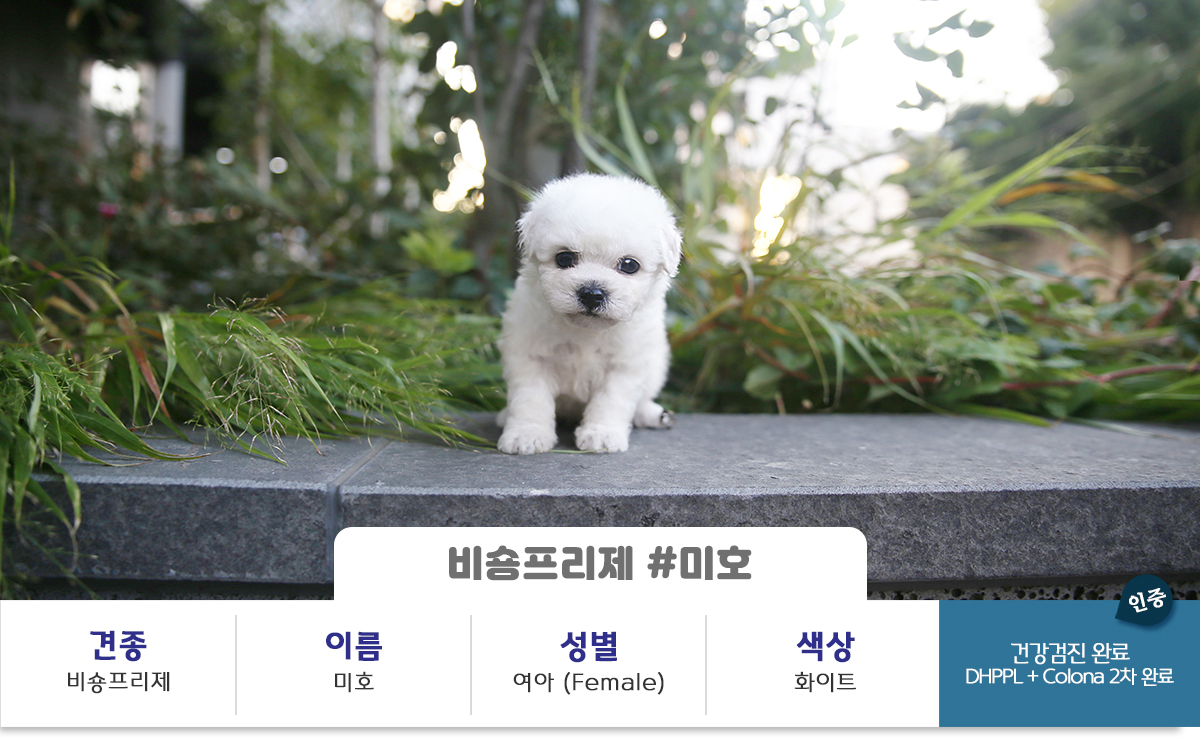 비숑프리제 #미호
인증
견종
비숑프리제
이름
미호
성별
여아 (Female)
색상
화이트
건강검진 완료
DHPPL + Colona 2차 완료